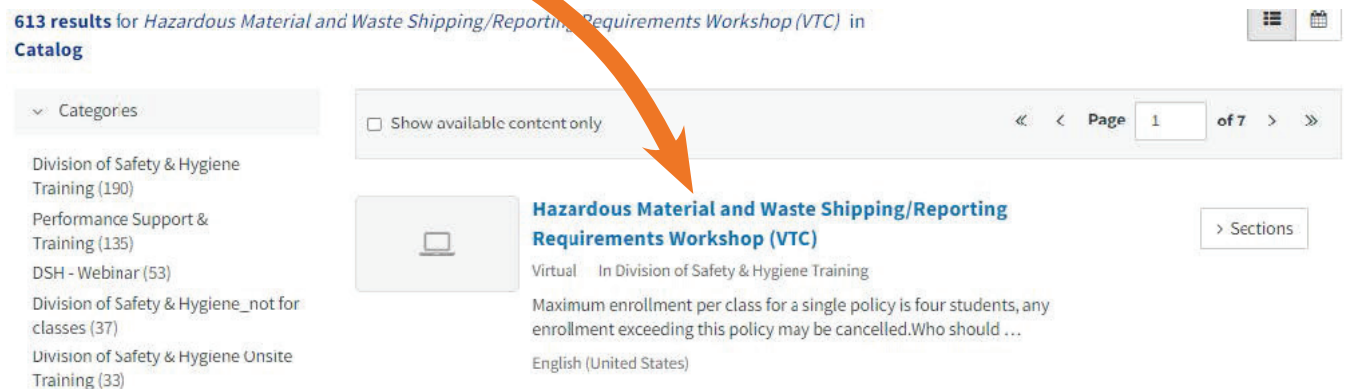 613 results for Hazardous Material and Waste Shipping/Reporting Requirements Workshop (VTC) in
Catalog
Categories
Division of Safety & Hygiene
Training (190)
Performance Support &
Training (135)
DSH - Webinar (53)
Division of Safety & Hygiene_not for
classes (37)
Division of Safety & Hygiene Onsite
Training (33)
Show available content only
« < Page 1 of 7 > »
Hazardous Material and Waste Shipping/Reporting
Requirements Workshop (VTC)
> Sections
Virtual In Division of Safety & Hygiene Training
Maximum enrollment per class for a single policy is four students, any
enrollment exceeding this policy may be cancelled.Who should ...
English (United States)